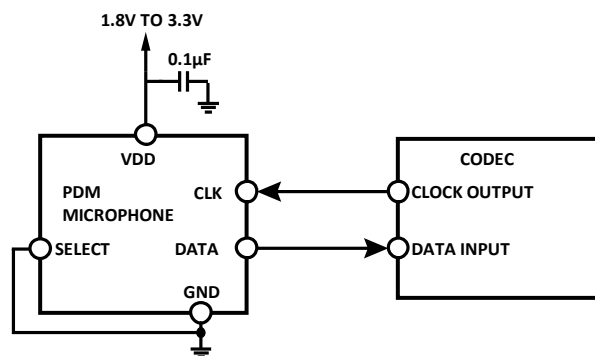 1.8V TO 3.3V
0.1µF
VDD
CODEC
PDM
MICROPHONE
CLK
CLOCK OUTPUT
SELECT
DATA
DATA INPUT
GND